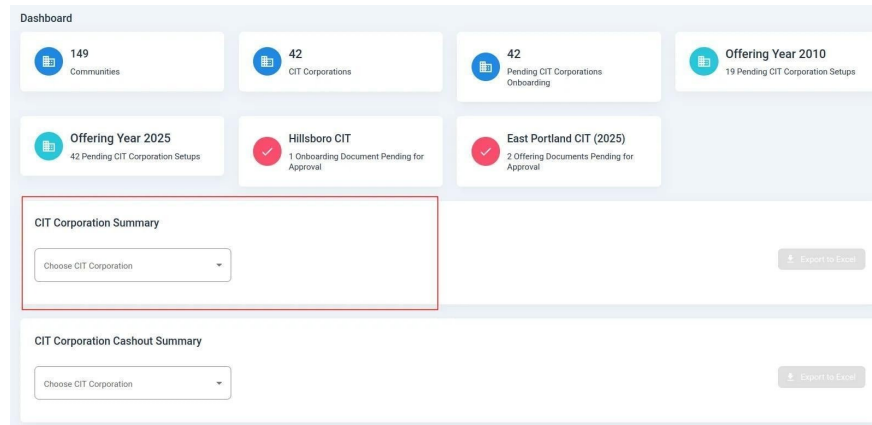 Dashboard
149
Communities
42
CIT Corporations
42
Pending CIT Corporations
Onboarding
Offering Year 2010
19 Pending CIT Corporation Setups
Offering Year 2025
42 Pending CIT Corporation Setups
Hillsboro CIT
1 Onboarding Document Pending for
Approval
East Portland CIT (2025)
2 Offering Documents Pending for
Approval
CIT Corporation Summary
Choose CIT Corporation
Export to Excel
CIT Corporation Cashout Summary
Choose CIT Corporation
Export to Excel